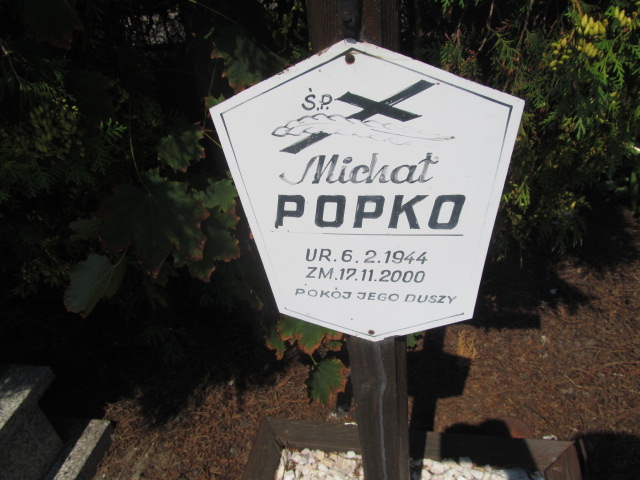 Ś.P.
Michał
POPKO
UR. 6. 2. 1944
ZM. 17. 11. 2000
POKÓJ JEGO DUSZY